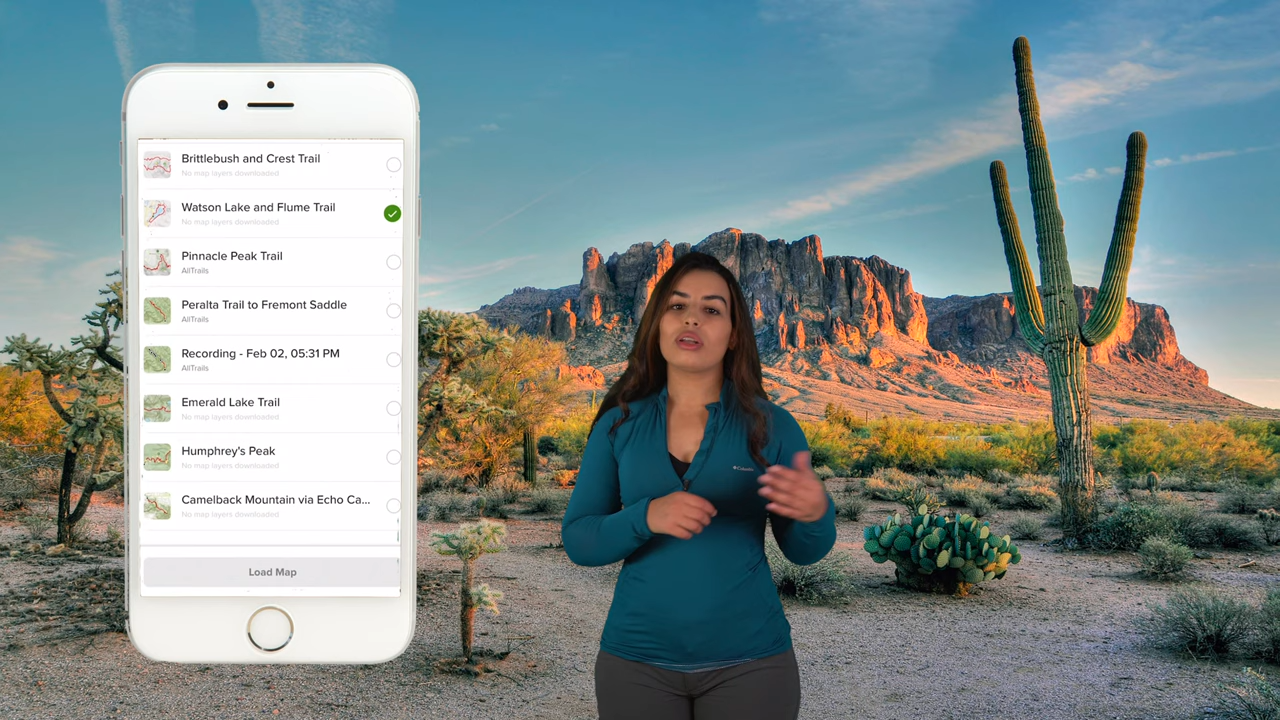 Brittlebush and Crest Trail
No map layers downloaded
Watson Lake and Flume Trail
No map layers downloaded
Pinnacle Peak Trail
AllTrails
Peralta Trail to Fremont Saddle
AllTrails
Recording - Feb 02, 05:31 PM
AllTrails
Emerald Lake Trail
No map layers downloaded
Humphrey's Peak
No map layers downloaded
Camelback Mountain via Echo Ca...
No map layers downloaded
Load Map
Columbia